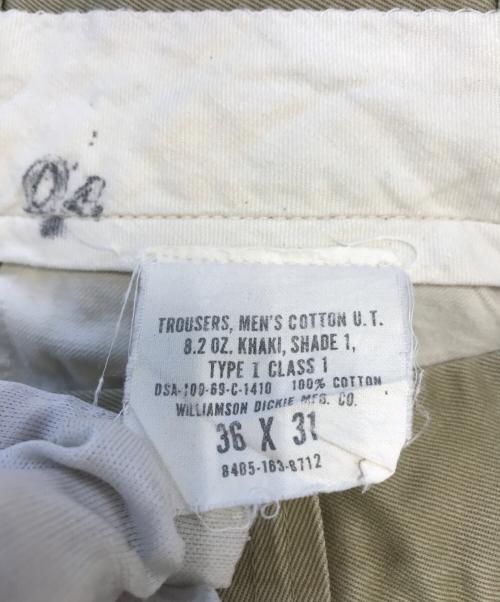 TROUSERS, MEN'S COTTON U.T.
8.2 OZ. KHAKI, SHADE 1,
TYPE I CLASS 1
DSA-100-69-C-1410 100% COTTON
WILLIAMSON DICKIE MFG. CO.
36 X 31
8405-163-8712